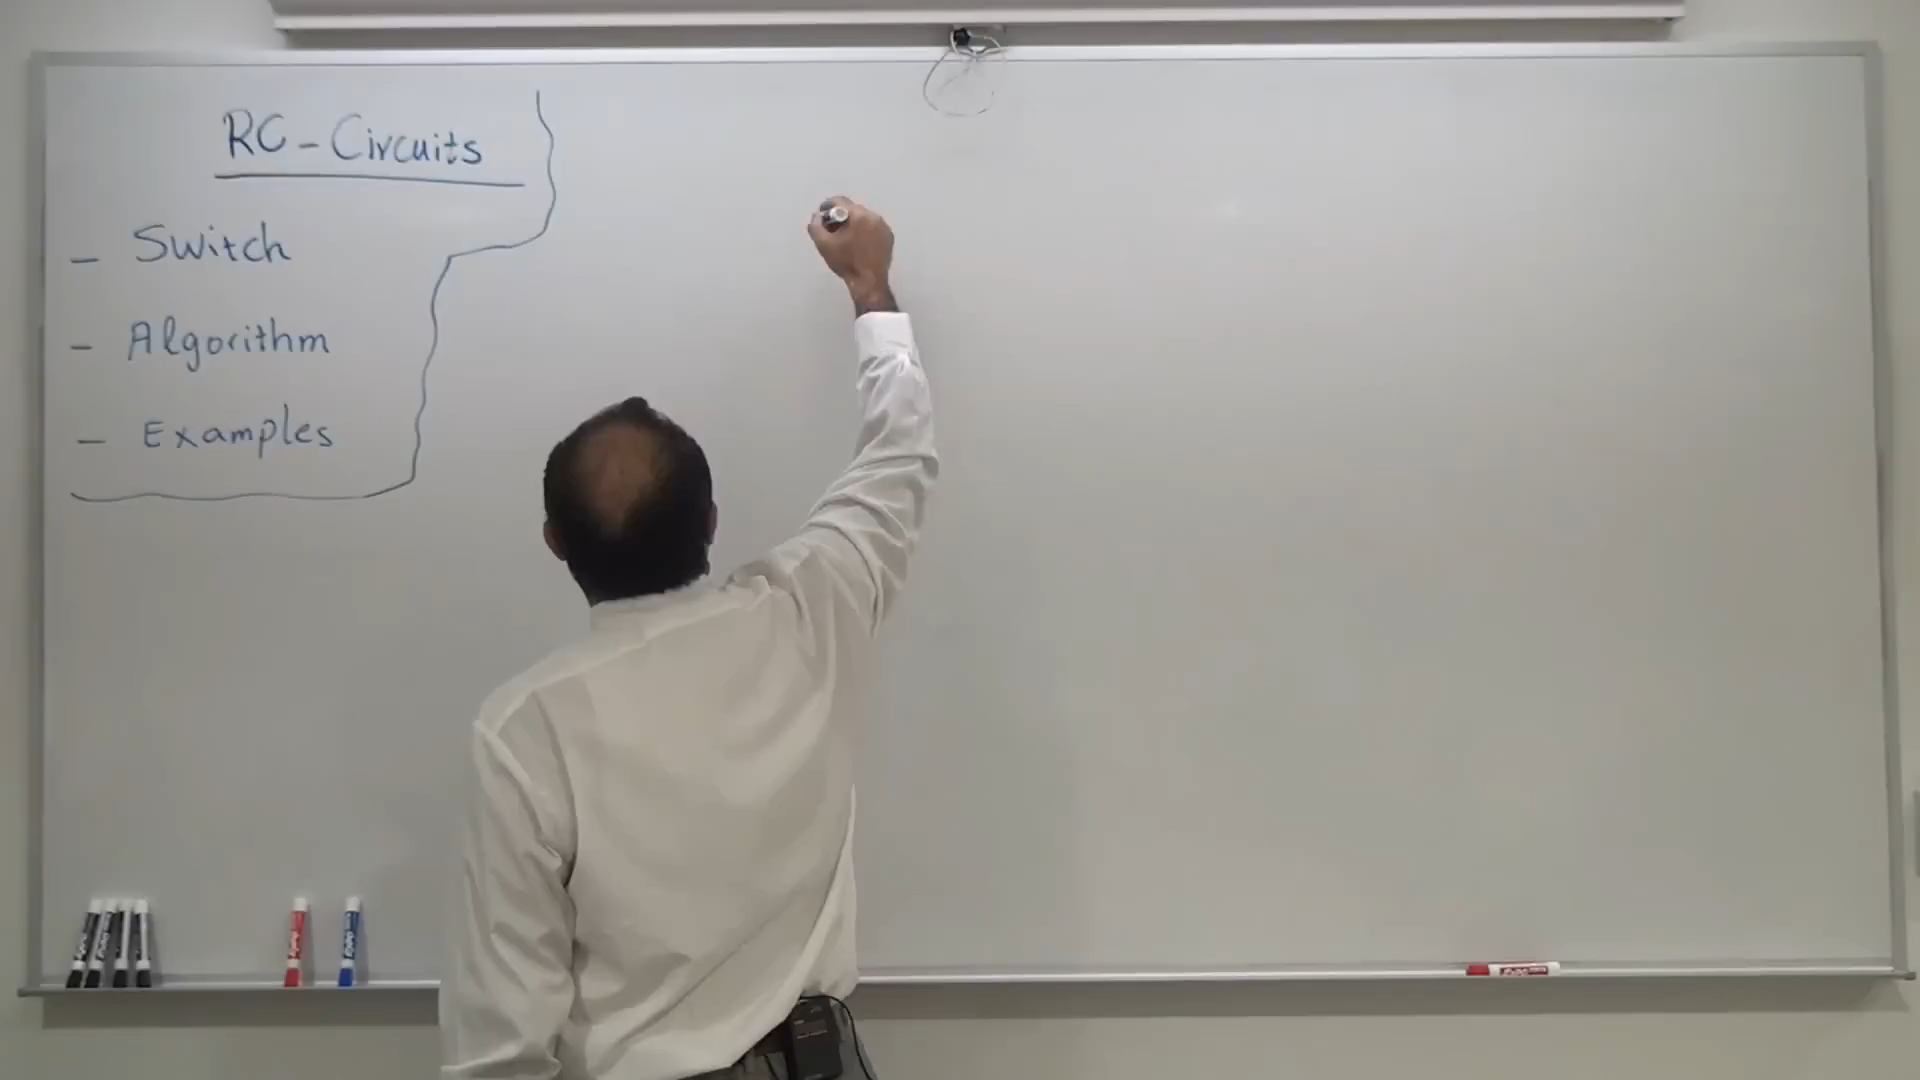 RC - Circuits
- Switch
- Algorithm
- Examples